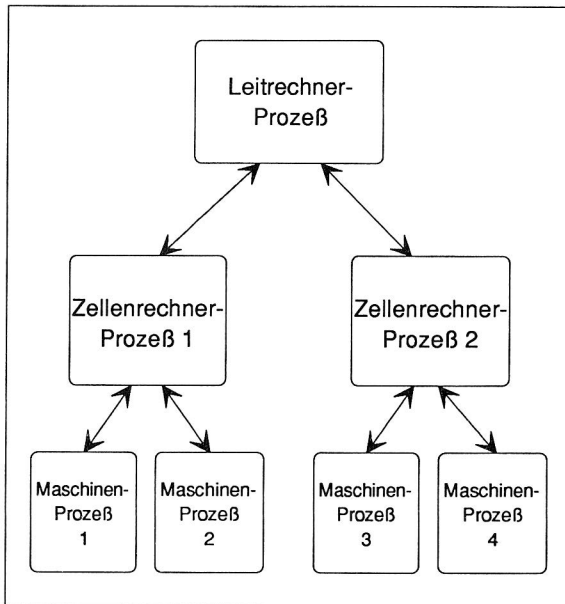 Leitrechner-
Prozeß
Zellenrechner-
Prozeß 1
Zellenrechner-
Prozeß 2
Maschinen-
Prozeß
1
Maschinen-
Prozeß
2
Maschinen-
Prozeß
3
Maschinen-
Prozeß
4